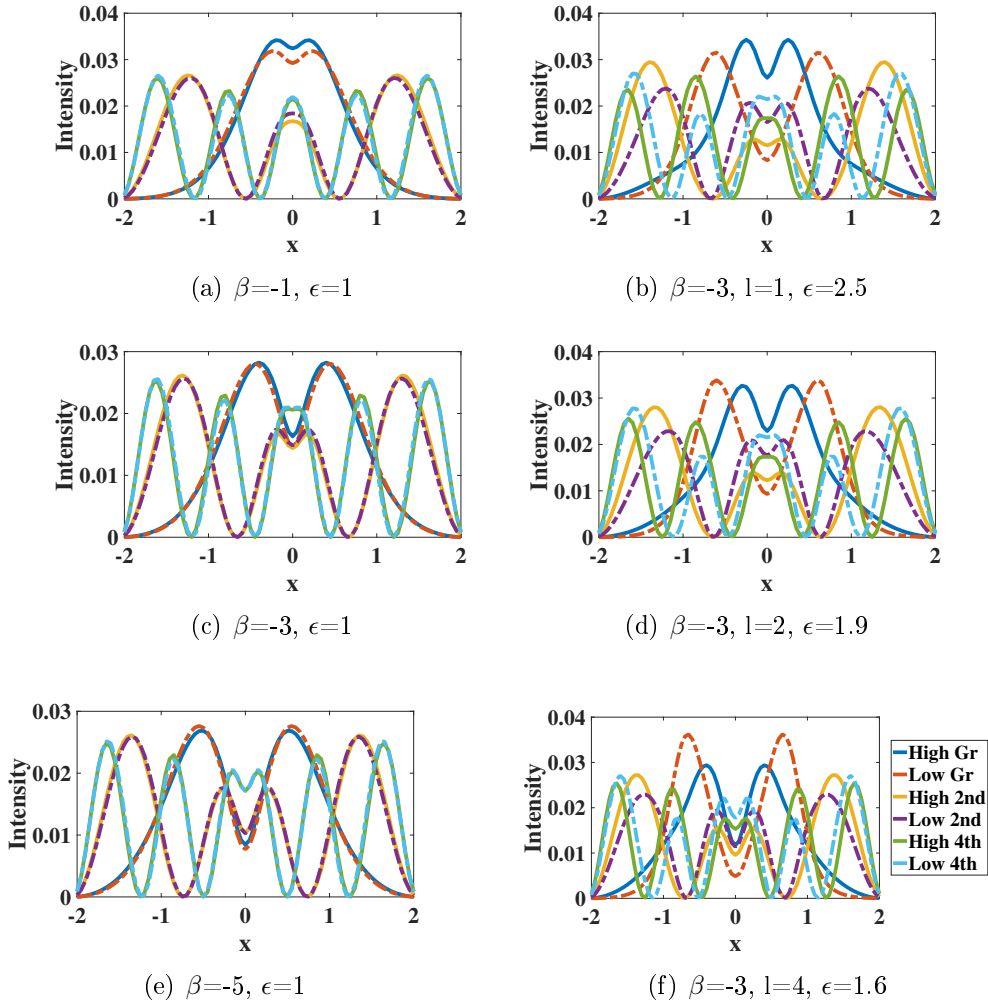 0.04
0.03
0.02
0.01
0
Intensity
-2 -1 0 1 2
x
(a) β=-1, ϵ=1
0.04
0.03
0.02
0.01
0
Intensity
-2 -1 0 1 2
x
(b) β=-3, l=1, ϵ=2.5
0.03
0.02
0.01
0
Intensity
-2 -1 0 1 2
x
(c) β=-3, ϵ=1
0.04
0.03
0.02
0.01
0
Intensity
-2 -1 0 1 2
x
(d) β=-3, l=2, ϵ=1.9
0.03
0.02
0.01
0
Intensity
-2 -1 0 1 2
x
(e) β=-5, ϵ=1
0.04
0.03
0.02
0.01
0
Intensity
-2 -1 0 1 2
x
High Gr
Low Gr
High 2nd
Low 2nd
High 4th
Low 4th
(f) β=-3, l=4, ϵ=1.6